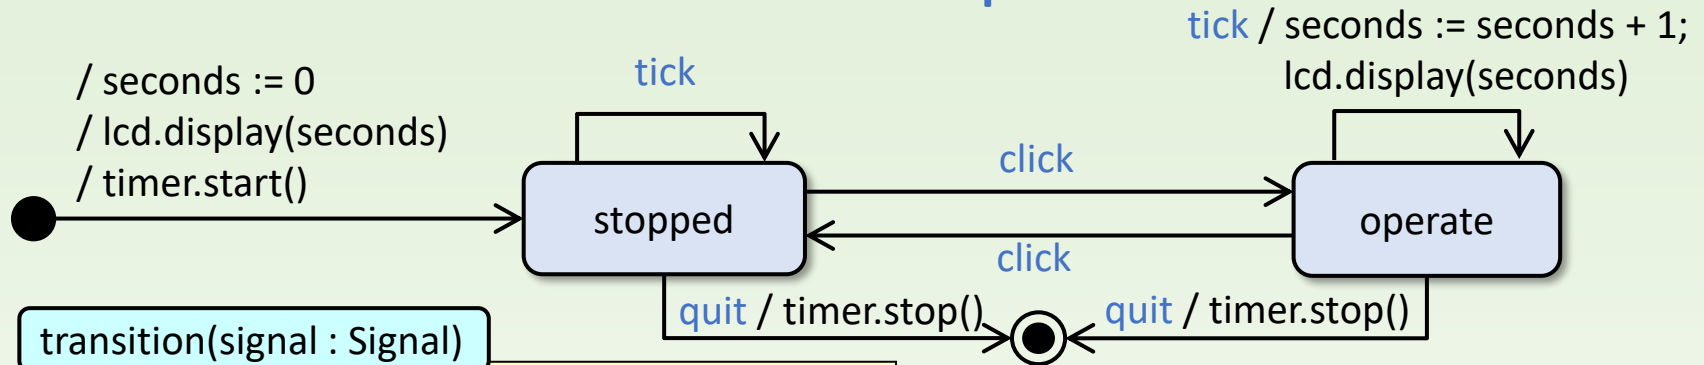 tick / seconds := seconds + 1;
lcd.display(seconds)
/ seconds := 0
/ lcd.display(seconds)
/ timer.start()
tick
click
stopped
operate
click
quit / timer.stop()
quit / timer.stop()
transition(signal : Signal)